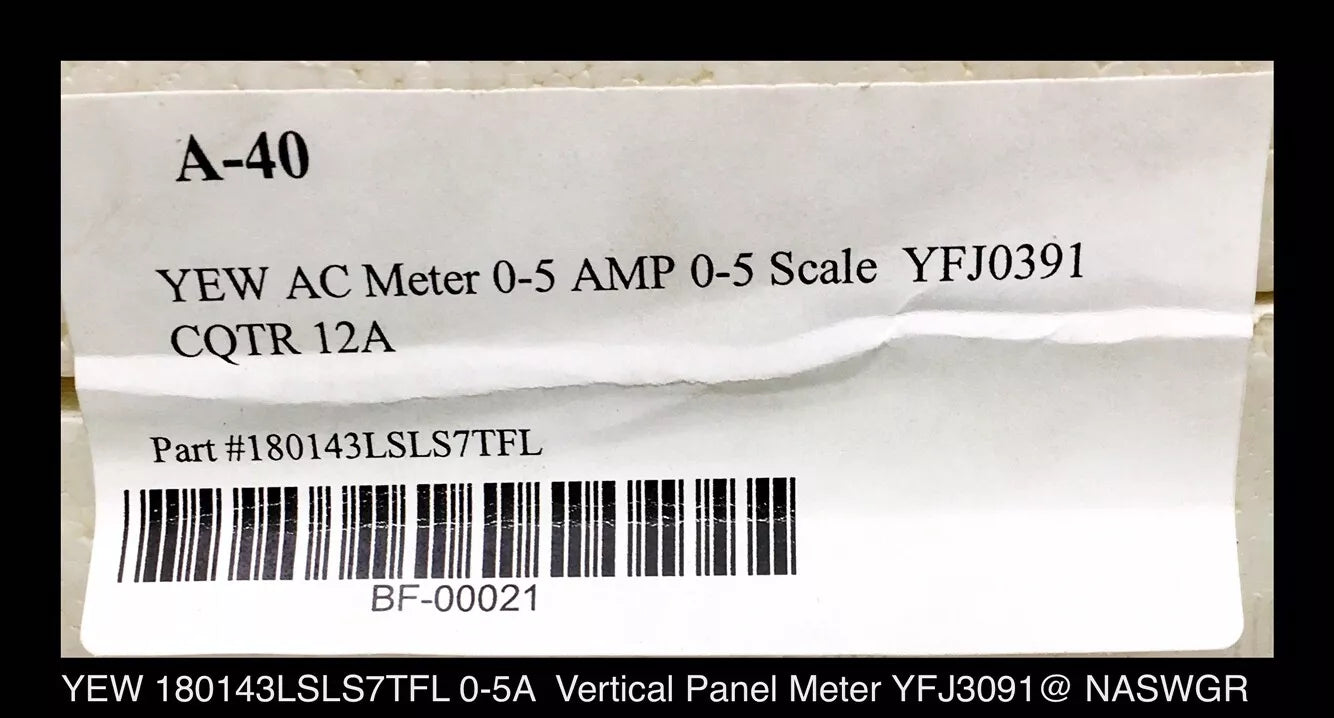 A-40
YEW AC Meter 0-5 AMP 0-5 Scale YFJ0391
CQTR 12A
Part #180143LSLS7TFL
BF-00021
YEW 180143LSLS7TFL 0-5A Vertical Panel Meter YFJ3091@ NASWGR